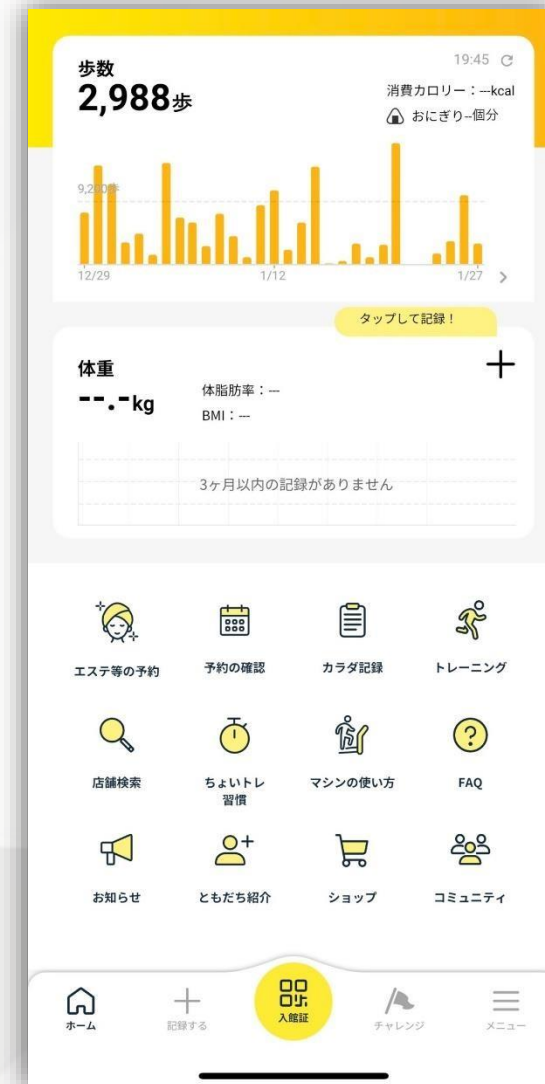 歩数
19:45
2,988歩
消費カロリー：---kcal
おにぎり--個分
9,200歩
12/29
1/12
1/27
タップして記録！
体重
--.-kg
体脂肪率：---
BMI：---
3ヶ月以内の記録がありません
エステ等の予約
予約の確認
カラダ記録
トレーニング
店舗検索
ちょいトレ
習慣
マシンの使い方
FAQ
お知らせ
ともだち紹介
ショップ
コミュニティ
ホーム
記録する
入館証
チャレンジ
メニュー